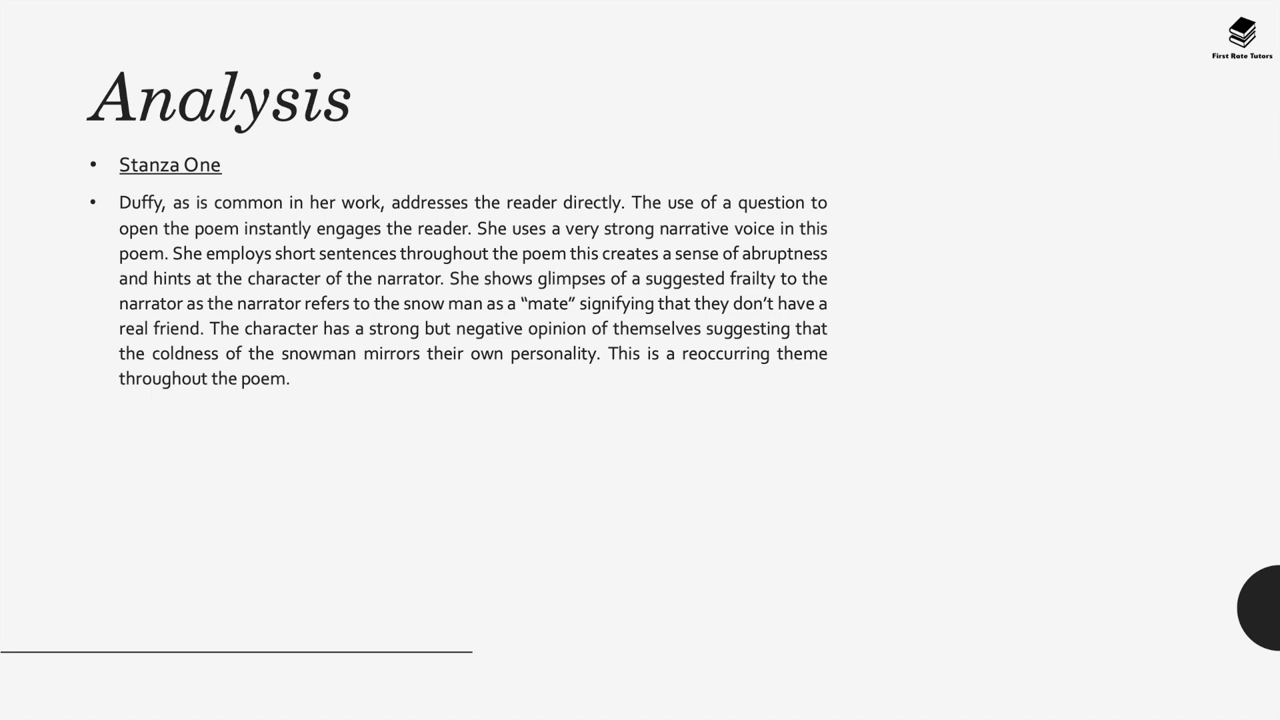 First Rate Tutors
Analysis
• Stanza One
• Duffy, as is common in her work, addresses the reader directly. The use of a question to
open the poem instantly engages the reader. She uses a very strong narrative voice in this
poem. She employs short sentences throughout the poem this creates a sense of abruptness
and hints at the character of the narrator. She shows glimpses of a suggested frailty to the
narrator as the narrator refers to the snow man as a “mate” signifying that they don’t have a
real friend. The character has a strong but negative opinion of themselves suggesting that
the coldness of the snowman mirrors their own personality. This is a reoccurring theme
throughout the poem.